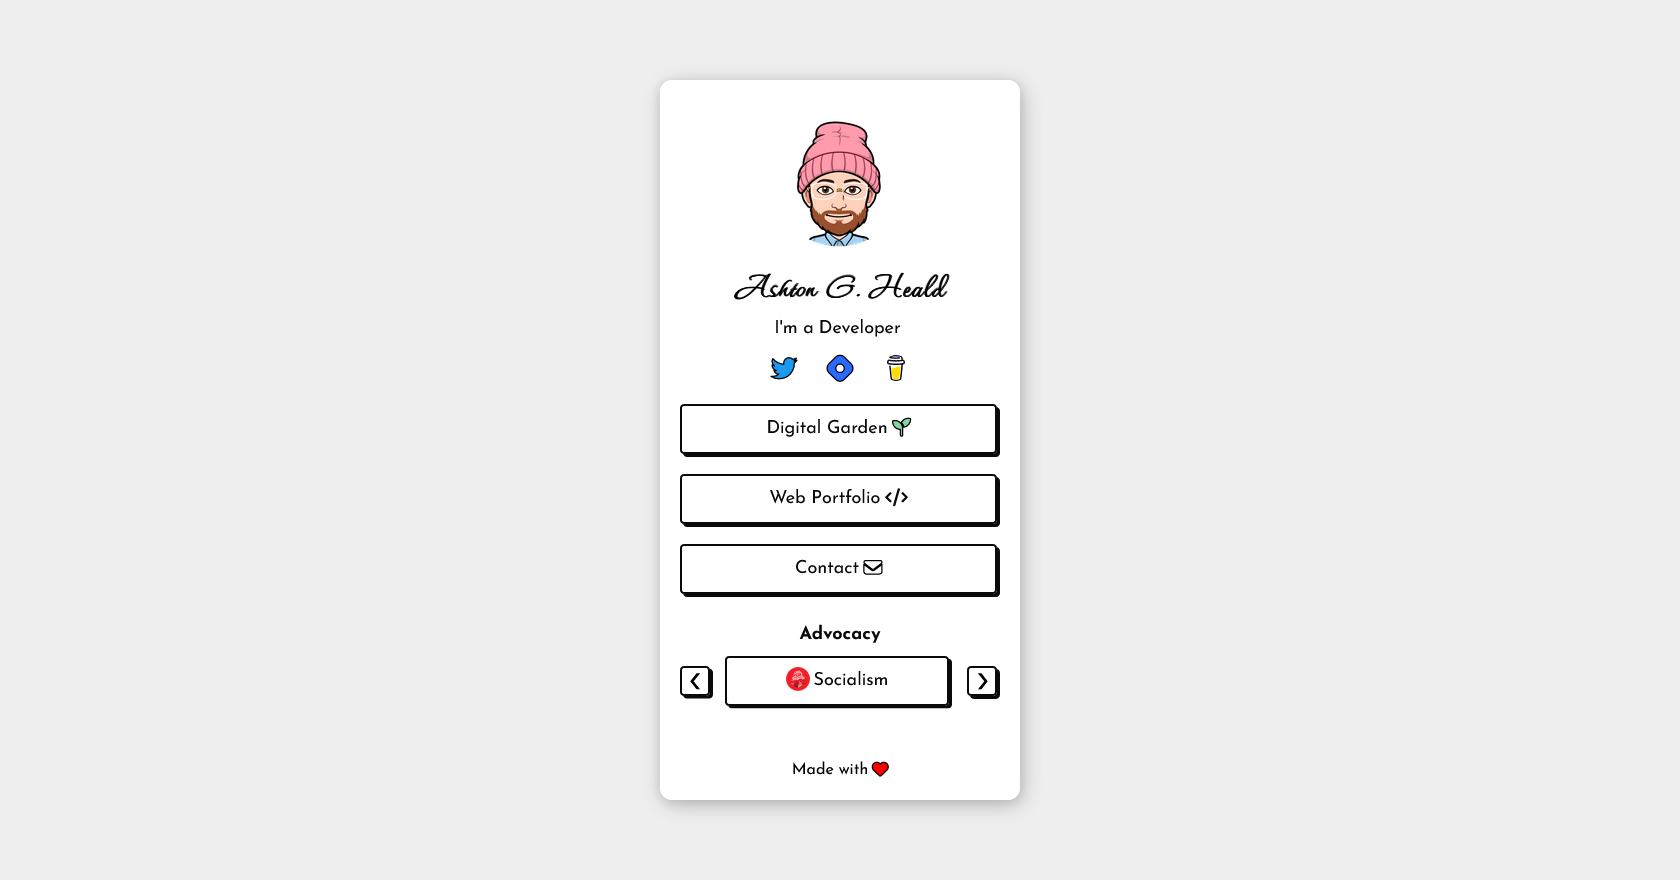 Ashton G. Heald
I'm a Developer
Digital Garden
Web Portfolio </>
Contact
Advocacy
❮ Socialism ❯
Made with